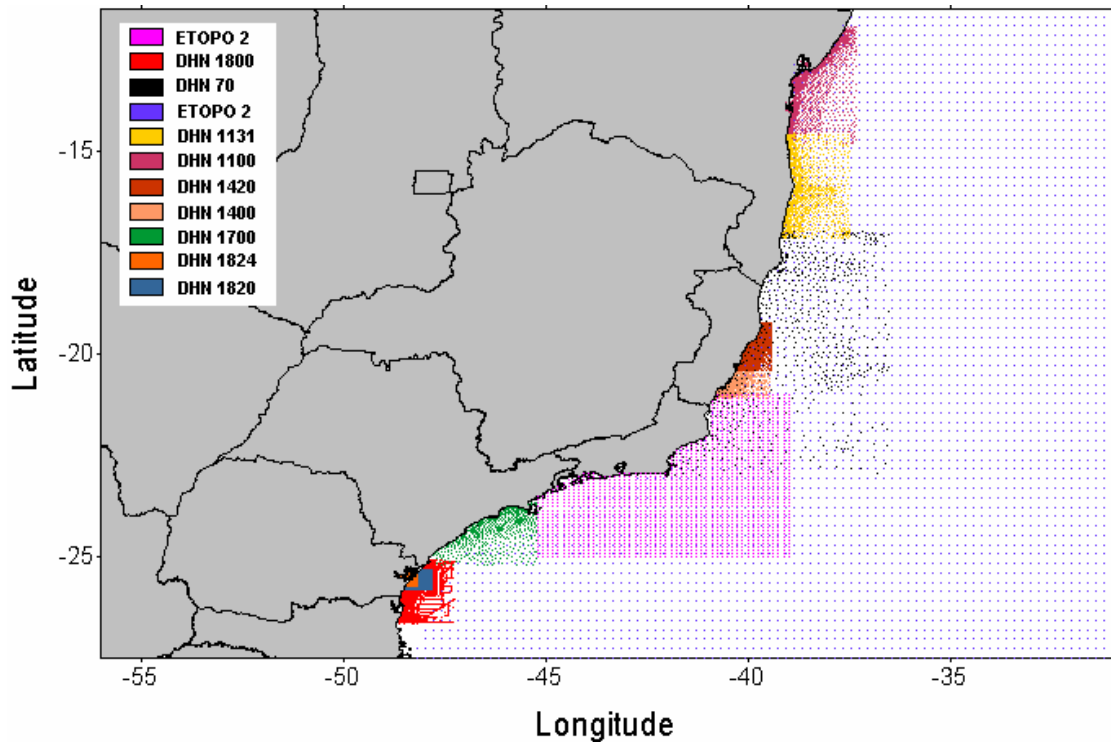 ETOPO 2
DHN 1800
DHN 70
ETOPO 2
DHN 1131
DHN 1100
DHN 1420
DHN 1400
DHN 1700
DHN 1824
DHN 1820
Latitude
-15
-20
-25
-55
-50
-45
-40
-35
Longitude